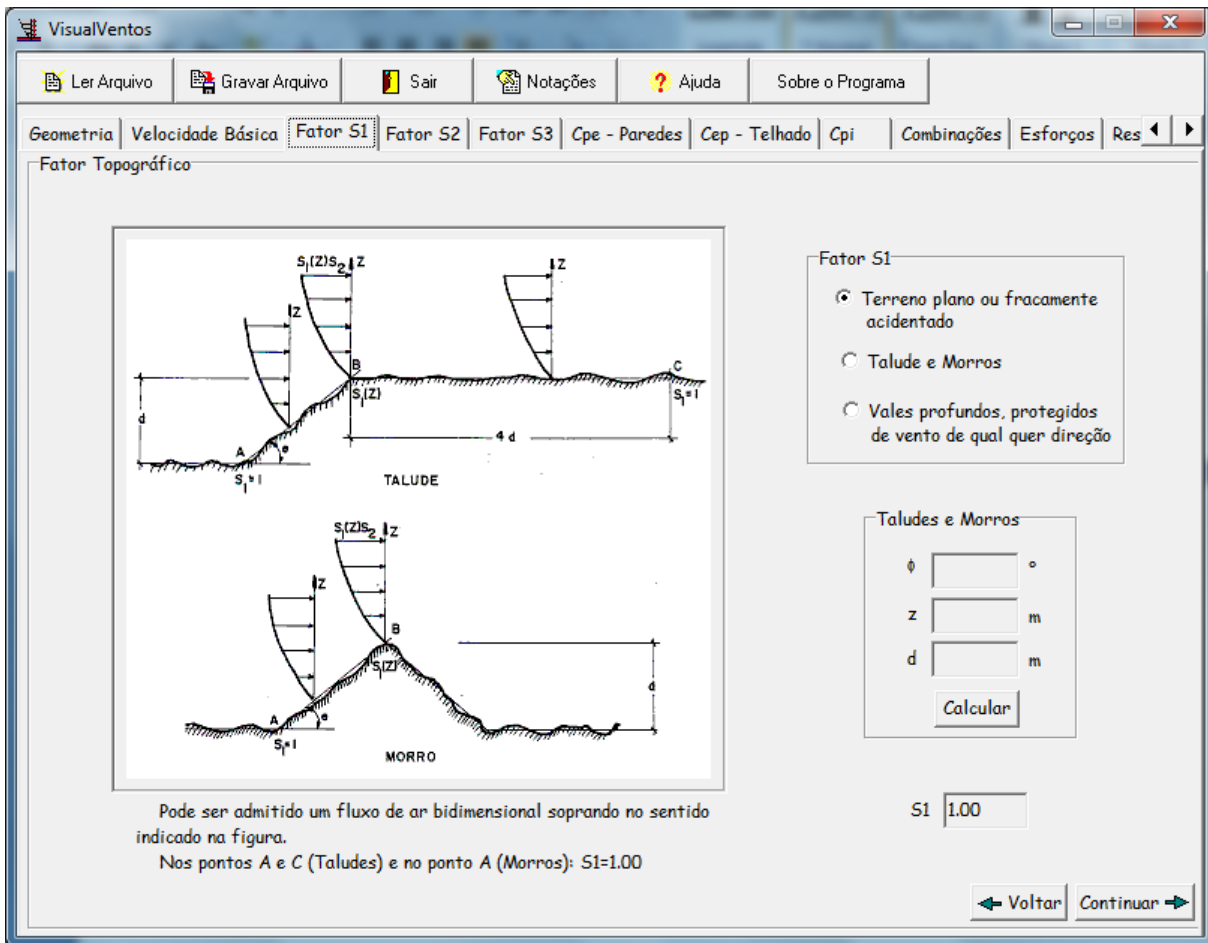 VisualVentos
Ler Arquivo
Gravar Arquivo
Sair
Notações
Ajuda
Sobre o Programa
Geometria
Velocidade Básica
Fator S1
Fator S2
Fator S3
Cpe - Paredes
Cep - Telhado
Cpi
Combinações
Esforços
Res
Fator Topográfico
S1(Z)S2
Z
Z
Z
B
C
S1(Z)
S1=1
d
4 d
A
θ
S1=1
TALUDE
S1(Z)S2
Z
Z
B
S1(Z)
d
A
θ
S1=1
MORRO
Pode ser admitido um fluxo de ar bidimensional soprando no sentido
indicado na figura.
Nos pontos A e C (Taludes) e no ponto A (Morros): S1=1.00
Fator S1
Terreno plano ou fracamente
acidentado
Talude e Morros
Vales profundos, protegidos
de vento de qual quer direção
Taludes e Morros
ϕ °
z m
d m
Calcular
S1 1.00
Voltar
Continuar